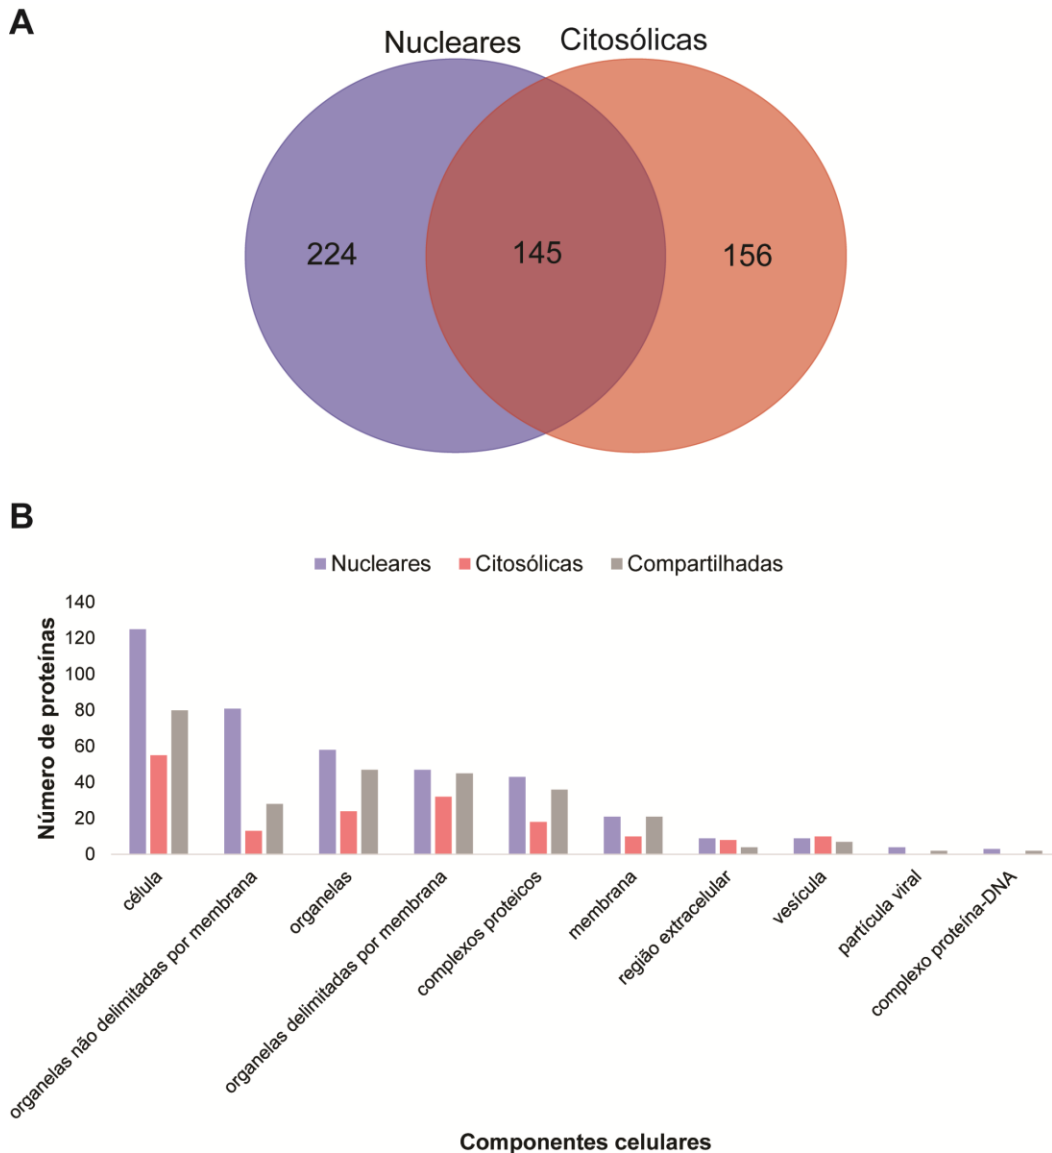 A
Nucleares
Citosólicas
224
145
156
B
Nucleares
Citosólicas
Compartilhadas
Número de proteínas
140
120
100
80
60
40
20
0
célula
organelas não delimitadas por membrana
organelas
organelas delimitadas por membrana
complexos proteicos
membrana
região extracelular
vesícula
partícula viral
complexo proteína-DNA
Componentes celulares